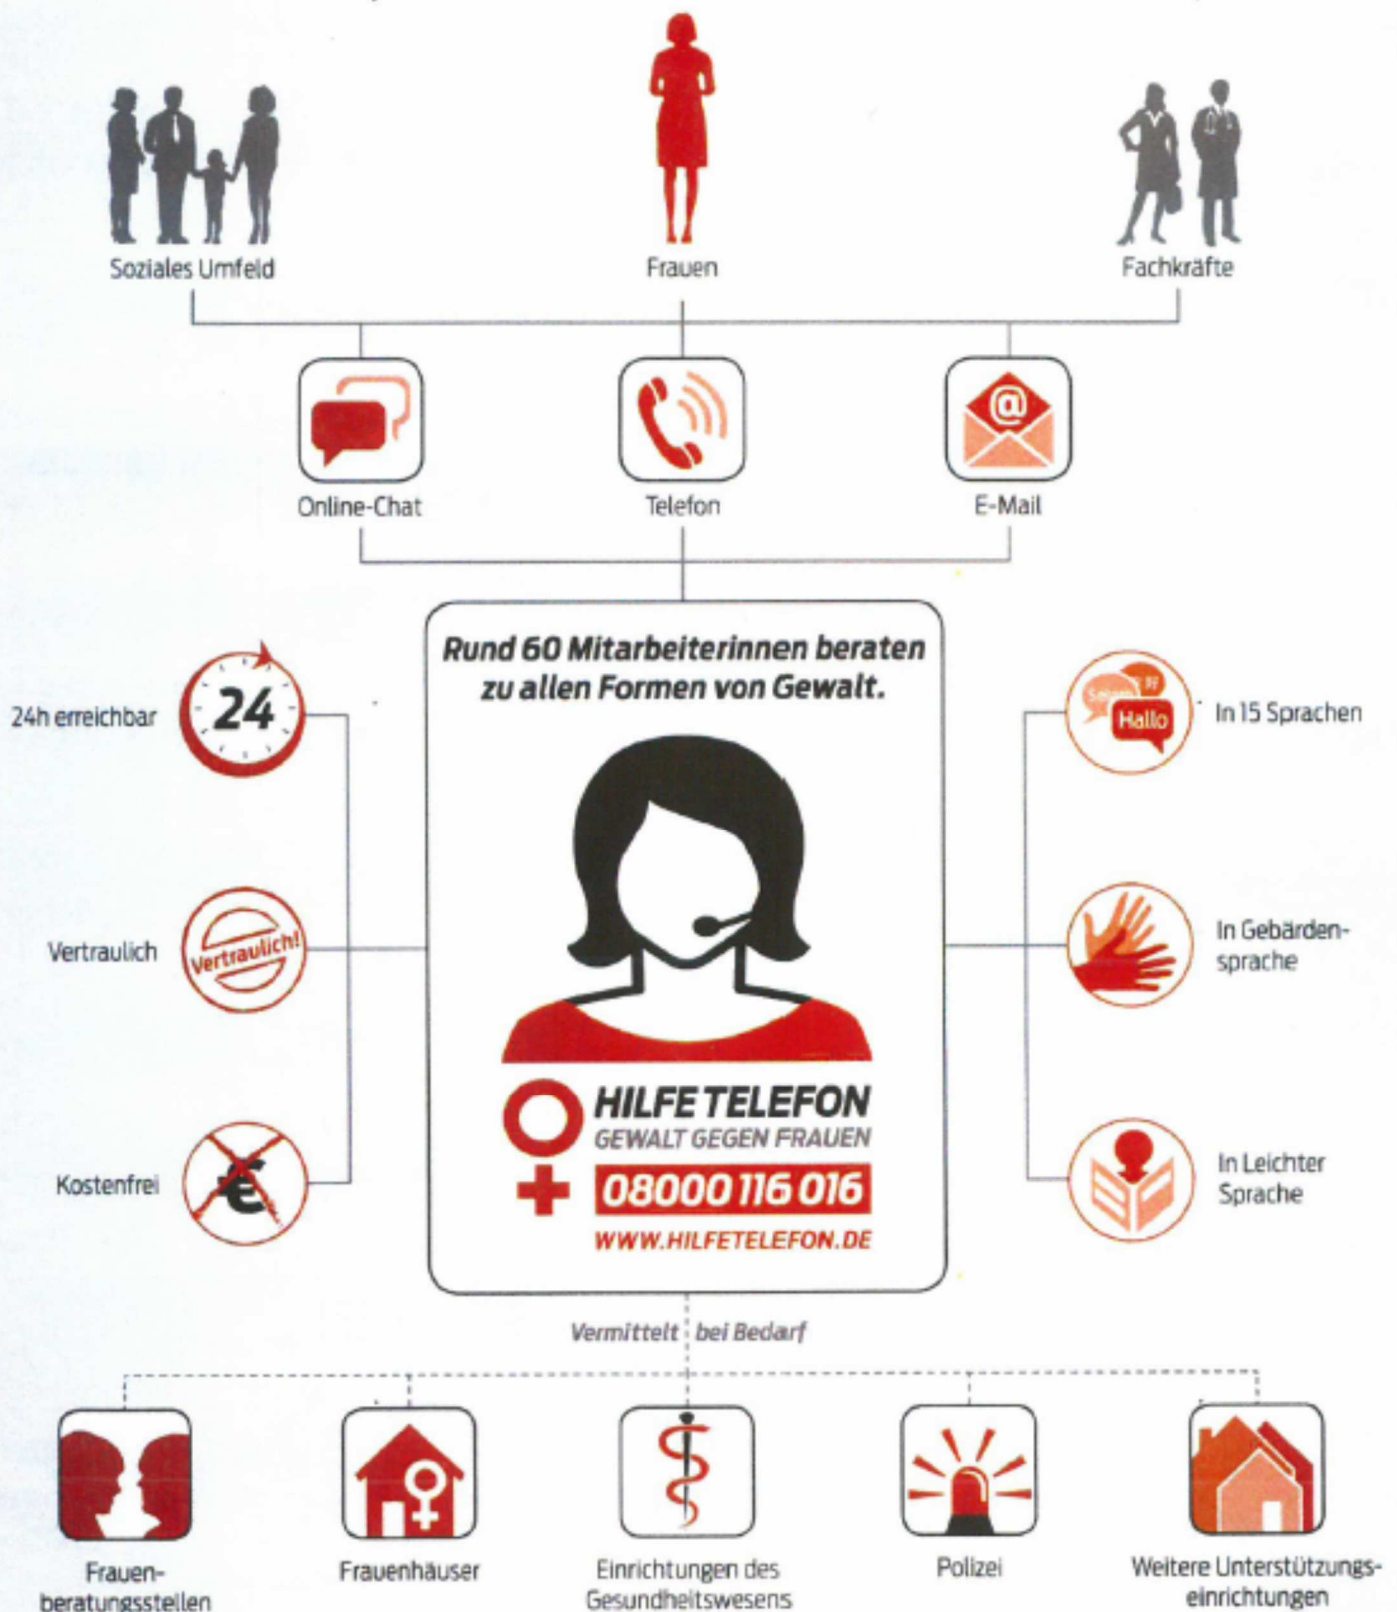 Soziales Umfeld
Frauen
Fachkräfte
Online-Chat
Telefon
E-Mail
Rund 60 Mitarbeiterinnen beraten
zu allen Formen von Gewalt.
24h erreichbar
24
Hallo
In 15 Sprachen
Vertraulich
Vertraulich!
In Gebärden-
sprache
HILFE TELEFON
GEWALT GEGEN FRAUEN
08000 116 016
WWW.HILFETELEFON.DE
Kostenfrei
€
In Leichter
Sprache
Vermittelt bei Bedarf
Frauen-
beratungsstellen
Frauenhäuser
Einrichtungen des
Gesundheitswesens
Polizei
Weitere Unterstützungs-
einrichtungen